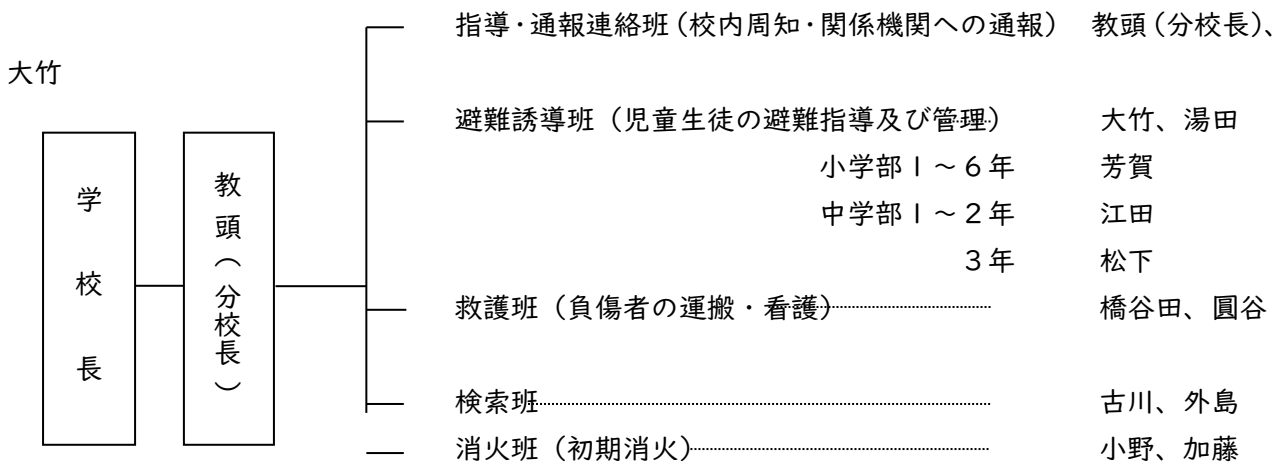 指導・通報連絡班（校内周知・関係機関への通報） 教頭（分校長）、
大竹
避難誘導班（児童生徒の避難指導及び管理） 大竹、湯田
小学部１～６年 芳賀
中学部１～２年 江田
３年 松下
学校長
教頭（分校長）
救護班（負傷者の運搬・看護） 橋谷田、圓谷
検索班 古川、外島
消火班（初期消火） 小野、加藤